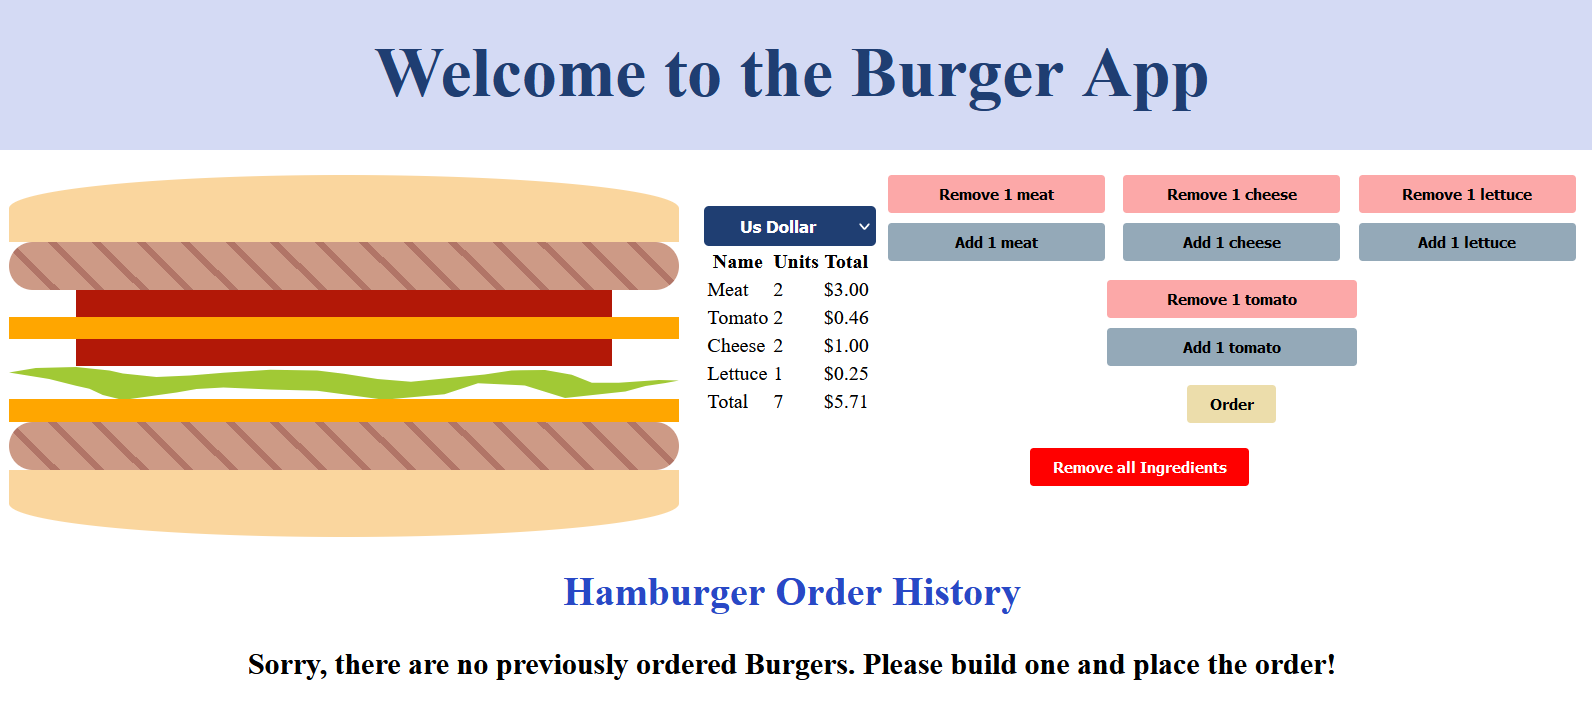 Welcome to the Burger App
Remove 1 meat
Remove 1 cheese
Remove 1 lettuce
Us Dollar
Add 1 meat
Add 1 cheese
Add 1 lettuce
Name Units Total
Meat 2 $3.00
Remove 1 tomato
Tomato 2 $0.46
Cheese 2 $1.00
Add 1 tomato
Lettuce 1 $0.25
Total 7 $5.71
Order
Remove all Ingredients
Hamburger Order History
Sorry, there are no previously ordered Burgers. Please build one and place the order!